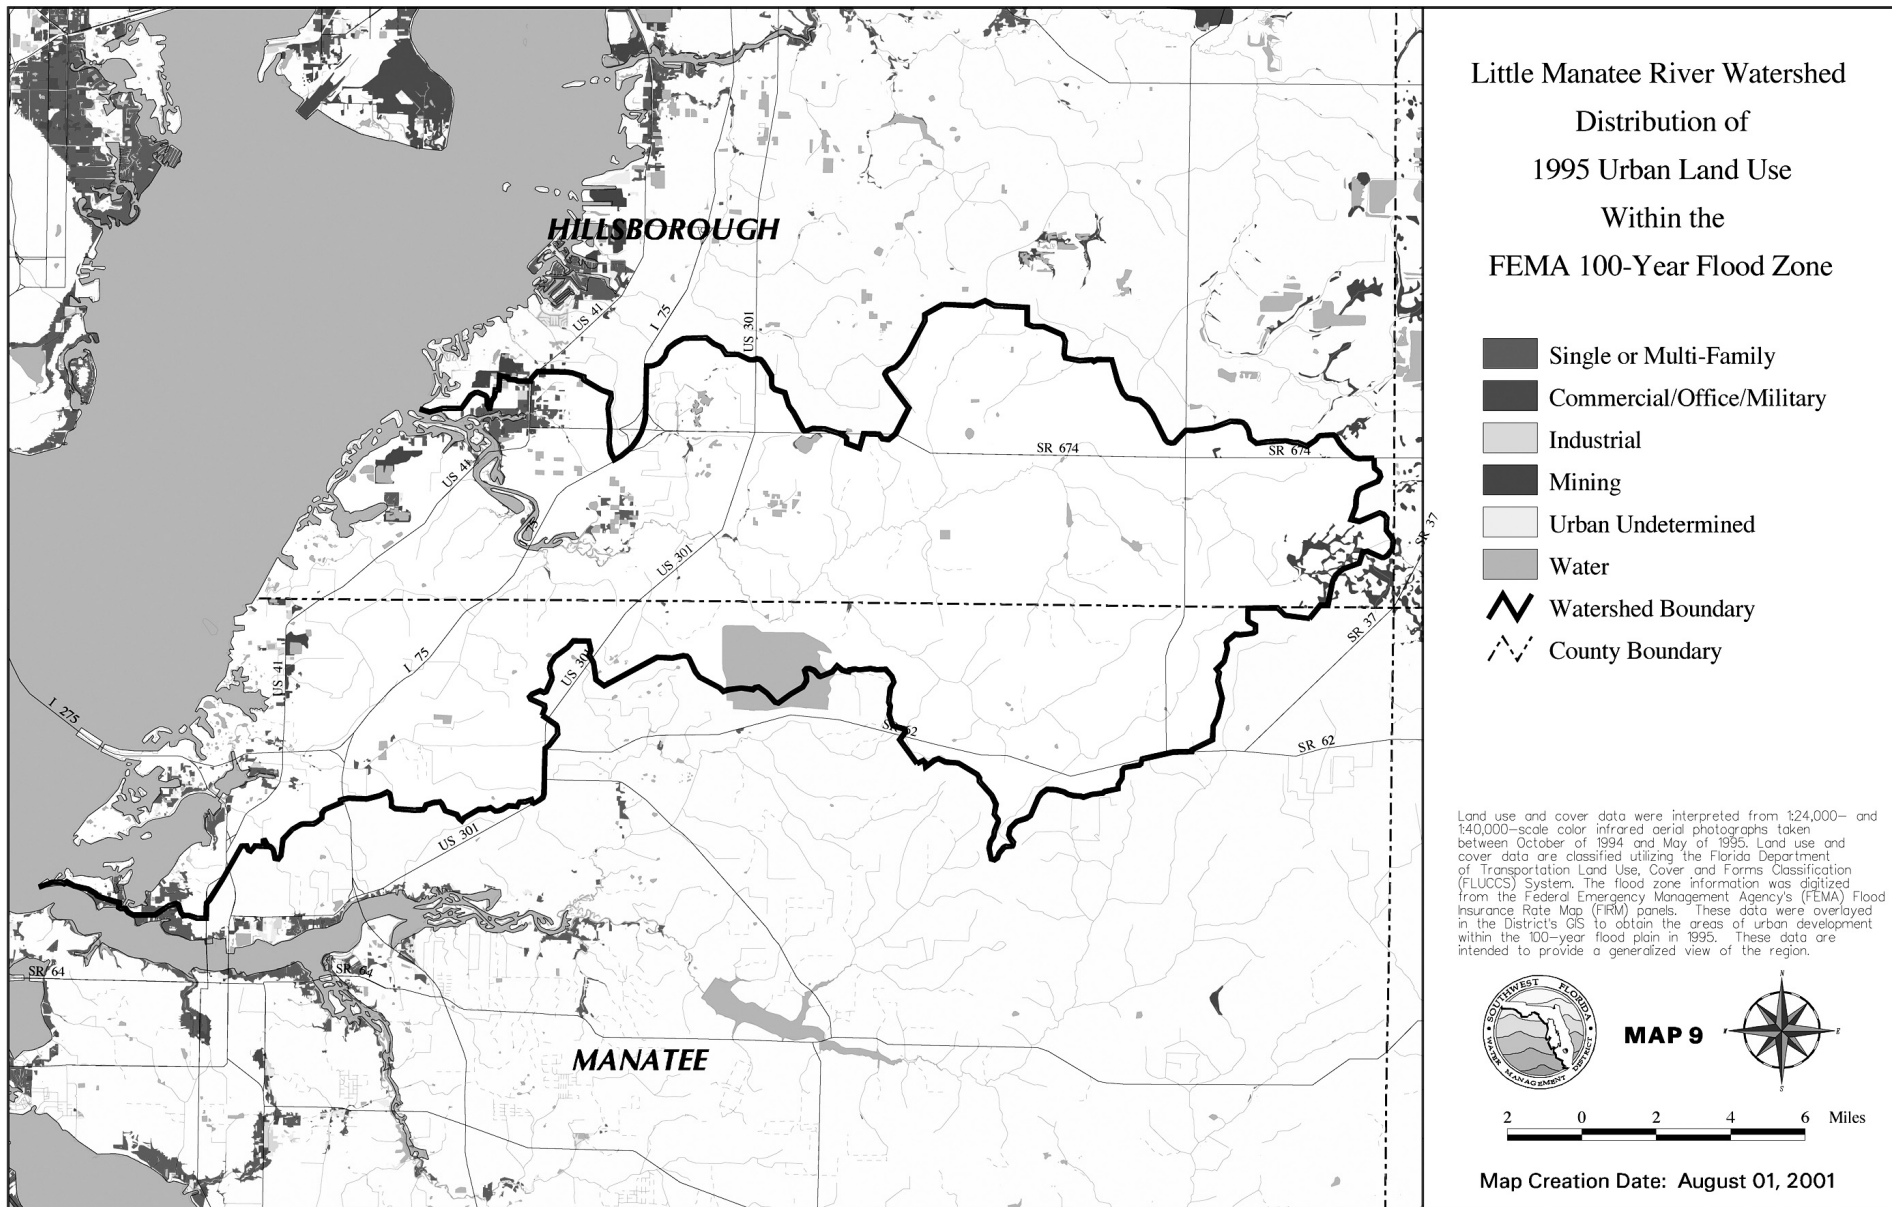 Little Manatee River Watershed
Distribution of
1995 Urban Land Use
Within the
FEMA 100-Year Flood Zone
Single or Multi-Family
Commercial/Office/Military
Industrial
Mining
Urban Undetermined
Water
Watershed Boundary
County Boundary
Land use and cover data were interpreted from 1:24,000- and
1:40,000-scale color infrared aerial photographs taken
between October of 1994 and May of 1995. Land use and
cover data are classified utilizing the Florida Department
of Transportation Land Use, Cover and Forms Classification
(FLUCCS) System. The flood zone information was digitized
from the Federal Emergency Management Agency's (FEMA) Flood
Insurance Rate Map (FIRM) panels. These data were overlayed
in the District's GIS to obtain the areas of urban development
within the 100-year flood plain in 1995. These data are
intended to provide a generalized view of the region.
SOUTHWEST FLORIDA
WATER MANAGEMENT DISTRICT
MAP 9
N
W
E
S
2 0 2 4 6 Miles
Map Creation Date: August 01, 2001
HILLSBOROUGH
US 41
I 75
US 301
SR 674
SR 674
US 41
75
US 301
SR 37
SR 37
I 75
US 41
US 301
I 275
SR 62
SR 62
US 301
SR 64
SR 64
MANATEE